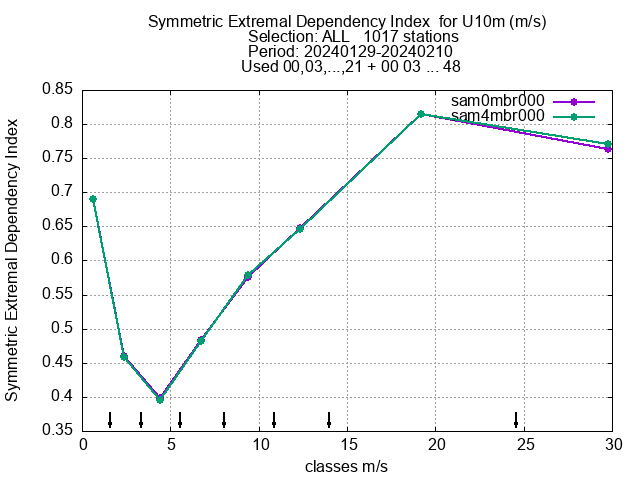 Symmetric Extremal Dependency Index  for U10m (m/s)
Selection: ALL   1017 stations
Period: 20240129-20240210
Used 00,03,...,21 + 00 03 ... 48
sam0mbr000
sam4mbr000
0.85
0.8
0.75
0.7
0.65
0.6
0.55
0.5
0.45
0.4
0.35
Symmetric Extremal Dependency Index
0 5 10 15 20 25 30
classes m/s